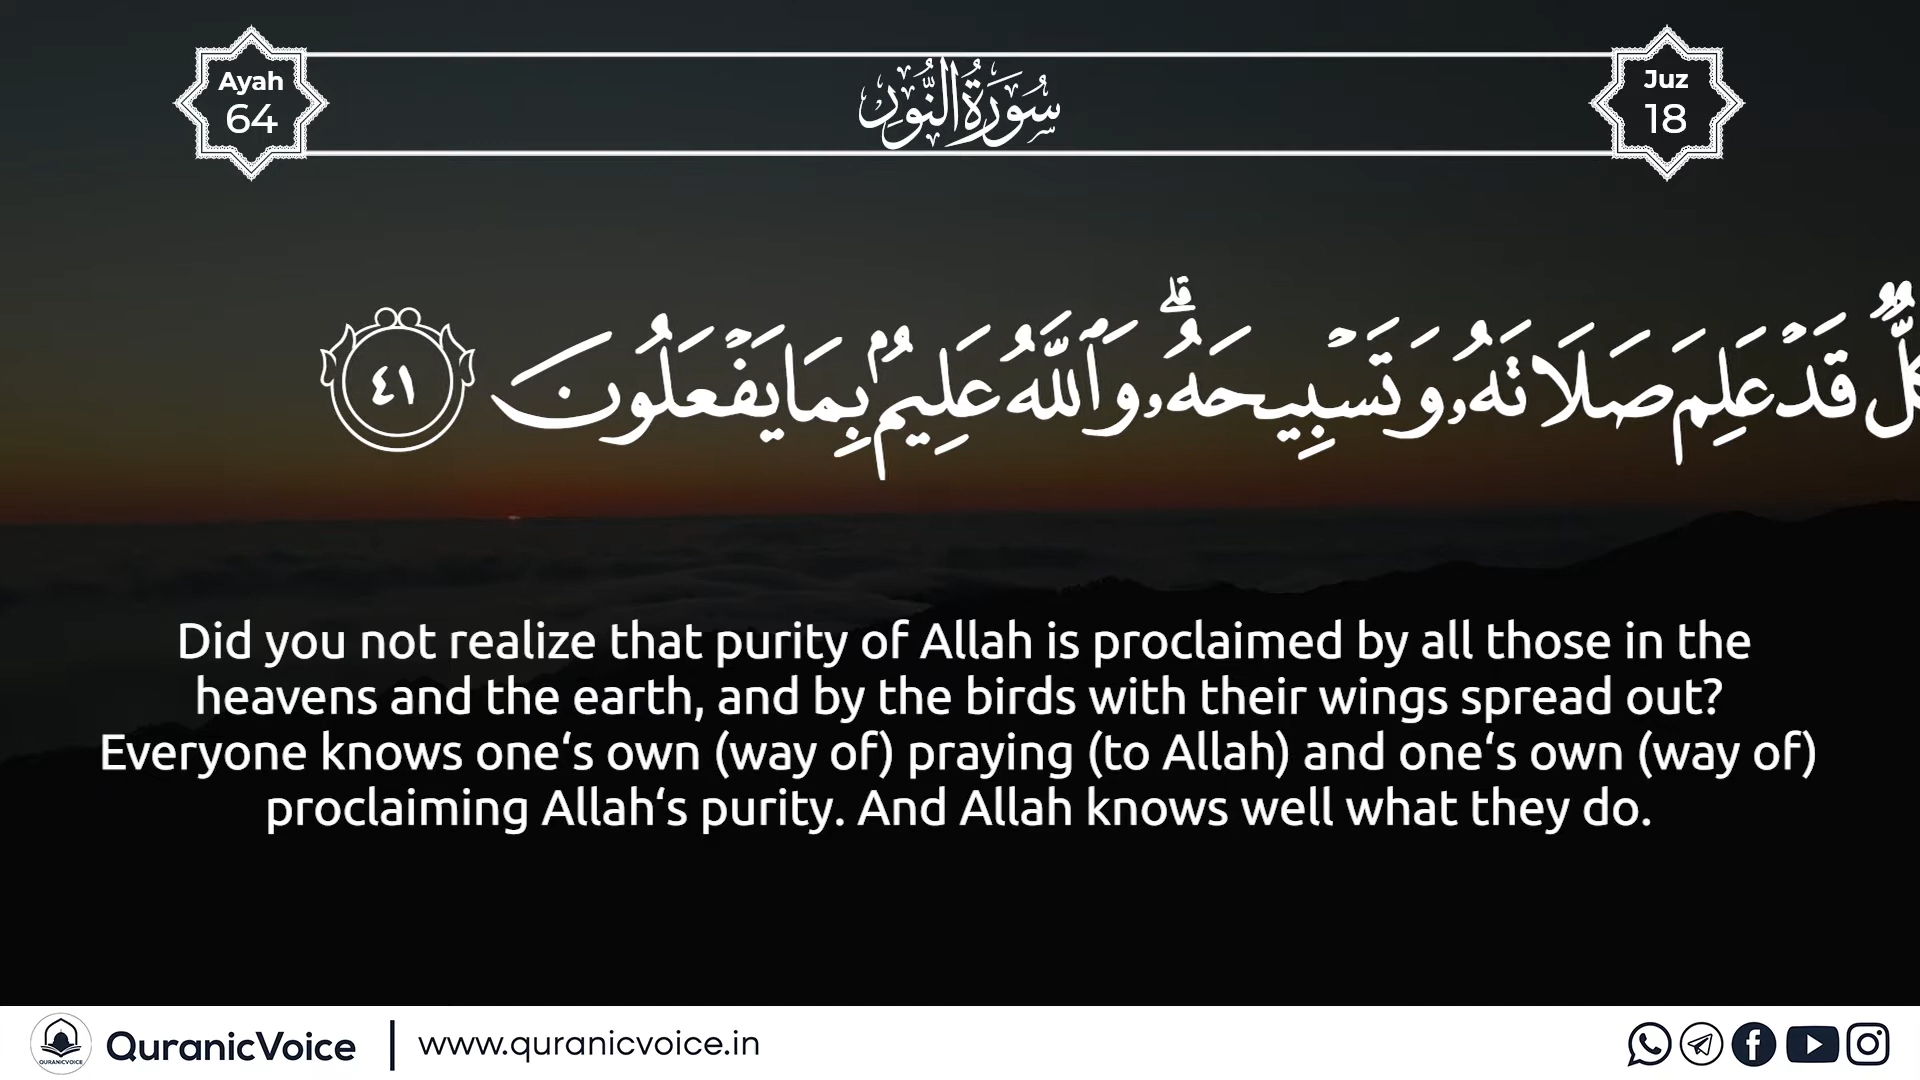 Ayah
64
سُورَةُ النُّورِ
Juz
18
كُلٌّ قَدْ عَلِمَ صَلَاتَهُۥ وَتَسْبِيحَهُۥ ۗ وَٱللَّهُ عَلِيمٌۢ بِمَا يَفْعَلُونَ ٤١
Did you not realize that purity of Allah is proclaimed by all those in the
heavens and the earth, and by the birds with their wings spread out?
Everyone knows one‘s own (way of) praying (to Allah) and one‘s own (way of)
proclaiming Allah‘s purity. And Allah knows well what they do.
QURANICVOICE
QuranicVoice | www.quranicvoice.in